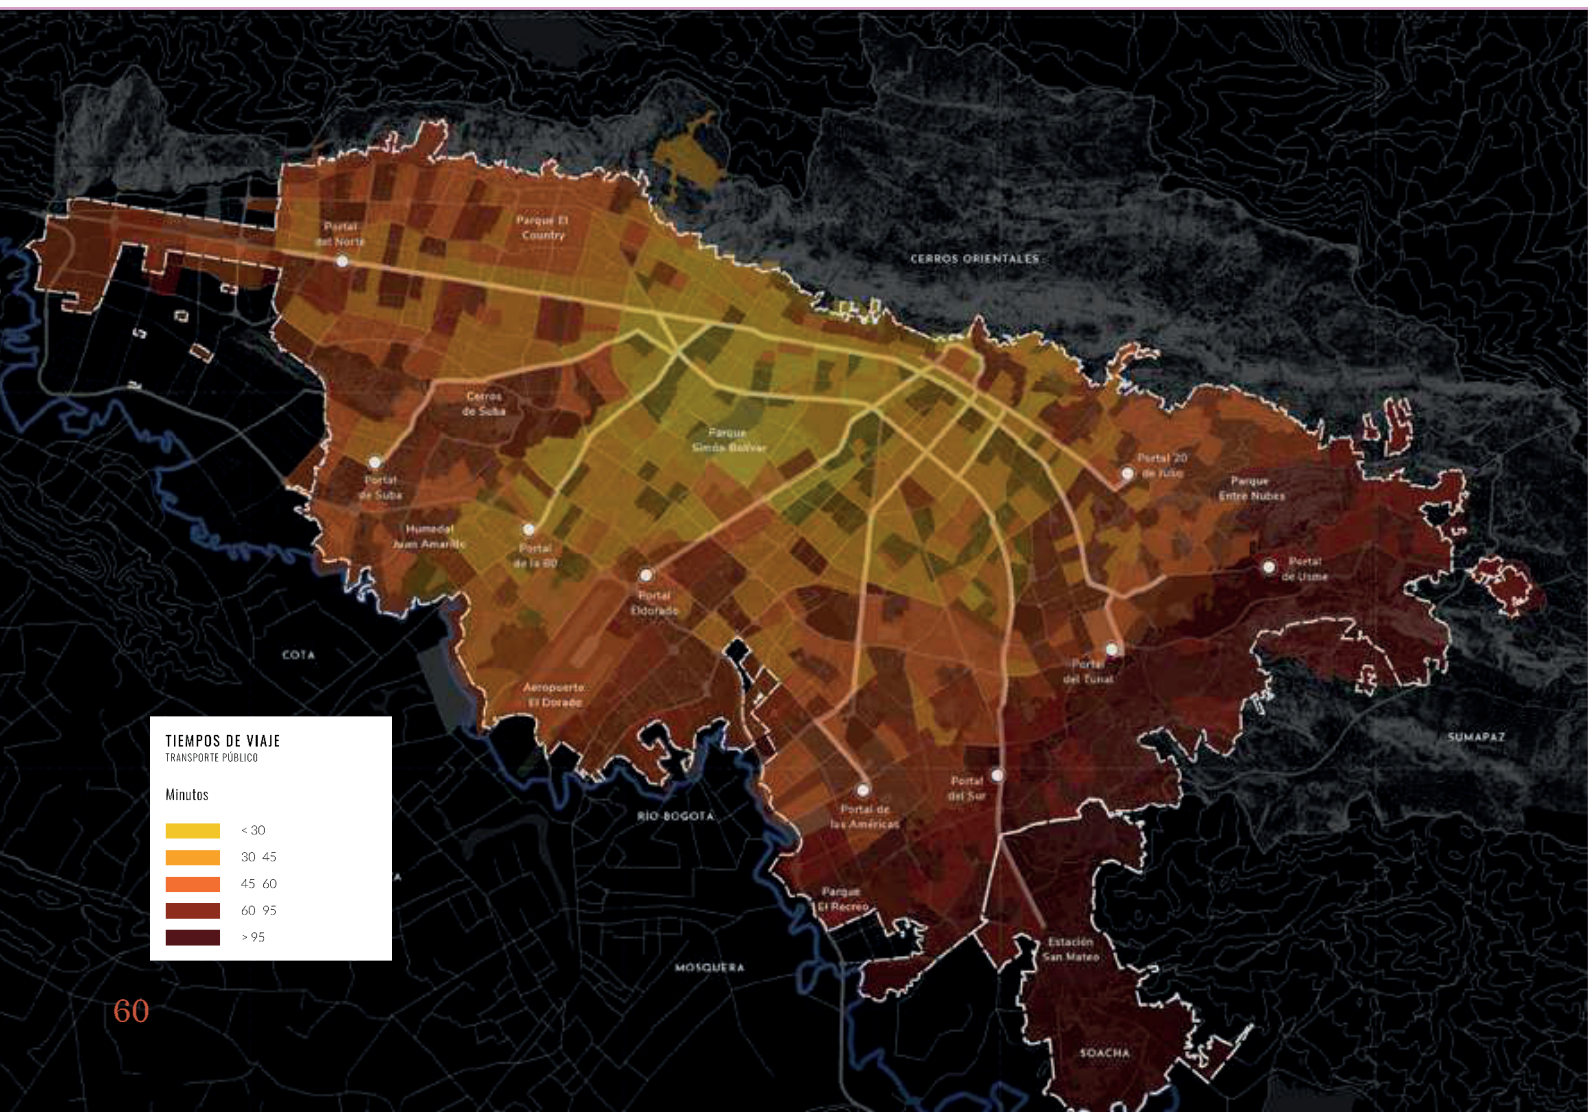 Parque El
Country
Portal
del Norte
CERROS ORIENTALES
Cerros
de Suba
Parque
Simón Bolívar
Portal 20
de Julio
Portal
de Suba
Parque
Entre Nubes
Humedal
Juan Amarillo
Portal
de la 80
Portal
de Usme
Portal
Eldorado
COTA
Portal
del Tunal
Aeropuerto
El Dorado
SUMAPAZ
TIEMPOS DE VIAJE
TRANSPORTE PÚBLICO
Minutos
< 30
30 45
45 60
60 95
> 95
Portal
del Sur
Portal de
las Américas
RÍO BOGOTA
Parque
El Recreo
Estación
San Mateo
MOSQUERA
60
SOACHA